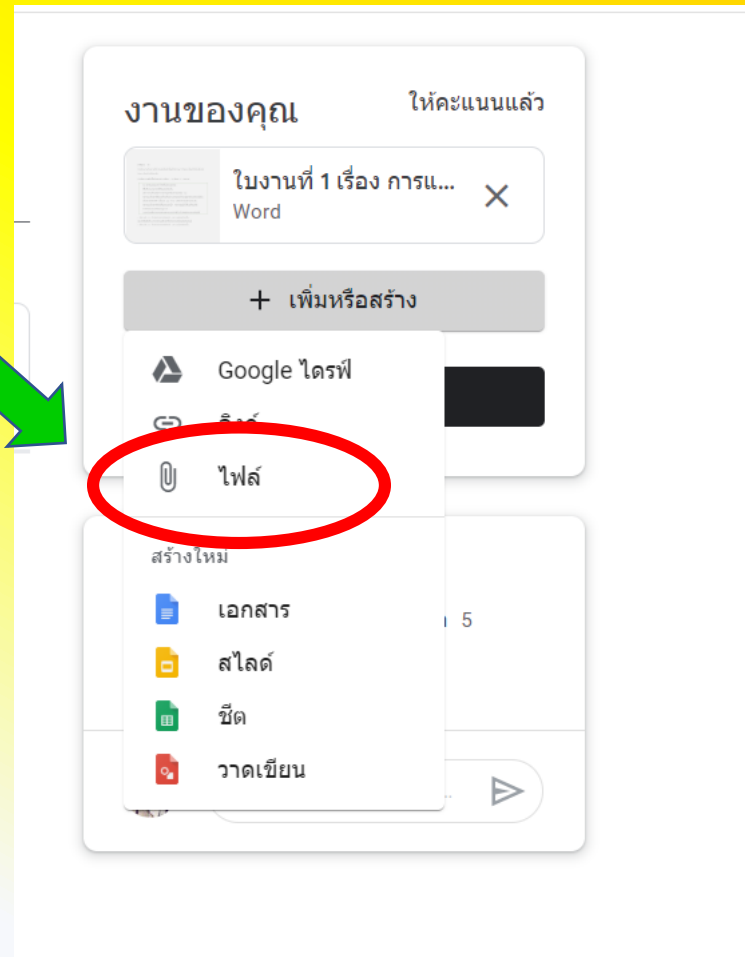 งานของคุณ
ให้คะแนนแล้ว
ใบงานที่ 1 เรื่อง การแ...
Word
+ เพิ่มหรือสร้าง
Google ไดรฟ์
ไฟล์
สร้างใหม่
5
เอกสาร
สไลด์
ชีต
วาดเขียน